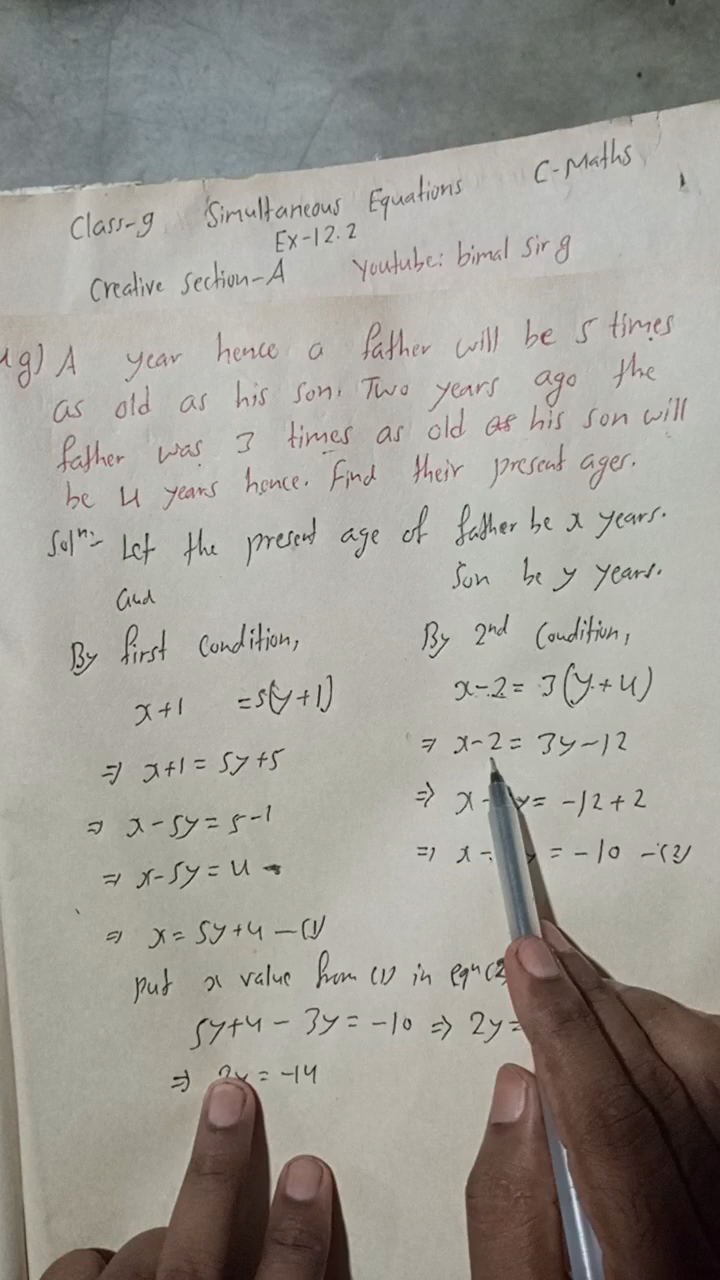 Class-9 Simultaneous Equations C-Maths
Ex-12.2
Creative section-A Youtube: bimal Sir 9
g) A year hence a father will be 5 times
as old as his son. Two years ago the
father was 3 times as old as his son will
be 4 years hence. Find their present ages.
Solⁿ:- Let the present age of father be x years.
and Son be y years.
By first Condition,
x+1 =5(y+1)
⇒ x+1 = 5y+5
⇒ x-5y = 5-1
⇒ x-5y = 4
⇒ x = 5y+4 -(1)
By 2nd Condition,
x-2 = 3(y+4)
⇒ x-2 = 3y-12
⇒ x- y= -12+2
⇒ x- = -10 -(2)
put x value from (1) in eqn(2
5y+4 - 3y = -10 ⇒ 2y=
⇒ 2y = -14